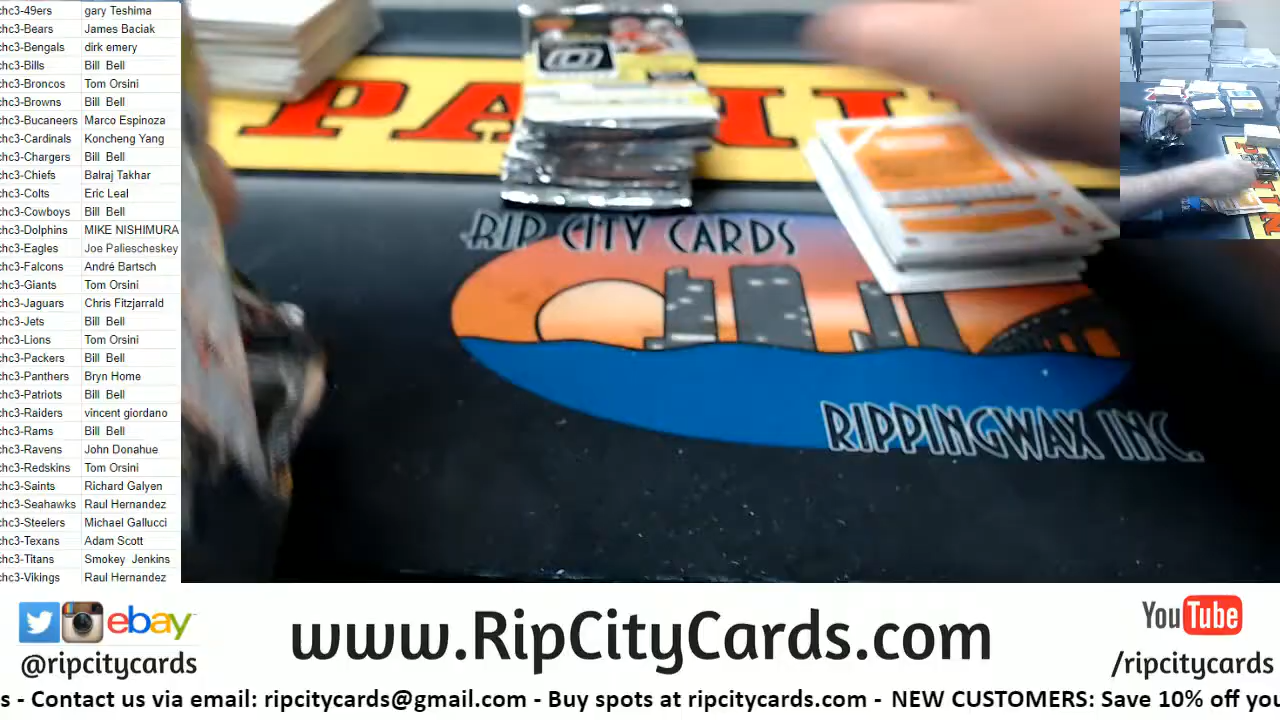 chc3-49ers gary Teshima
chc3-Bears James Baciak
chc3-Bengals dirk emery
chc3-Bills Bill Bell
chc3-Broncos Tom Orsini
chc3-Browns Bill Bell
chc3-Bucaneers Marco Espinoza
chc3-Cardinals Koncheng Yang
chc3-Chargers Bill Bell
chc3-Chiefs Balraj Takhar
chc3-Colts Eric Leal
chc3-Cowboys Bill Bell
chc3-Dolphins MIKE NISHIMURA
chc3-Eagles Joe Paliescheskey
chc3-Falcons André Bartsch
chc3-Giants Tom Orsini
chc3-Jaguars Chris Fitzjarrald
chc3-Jets Bill Bell
chc3-Lions Tom Orsini
chc3-Packers Bill Bell
chc3-Panthers Bryn Home
chc3-Patriots Bill Bell
chc3-Raiders vincent giordano
chc3-Rams Bill Bell
chc3-Ravens John Donahue
chc3-Redskins Tom Orsini
chc3-Saints Richard Galyen
chc3-Seahawks Raul Hernandez
chc3-Steelers Michael Gallucci
chc3-Texans Adam Scott
chc3-Titans Smokey Jenkins
chc3-Vikings Raul Hernandez
RIP CITY CARDS
RIPPINGWAX INC.
ebay
@ripcitycards
www.RipCityCards.com
YouTube
/ripcitycards
s - Contact us via email: ripcitycards@gmail.com - Buy spots at ripcitycards.com - NEW CUSTOMERS: Save 10% off you